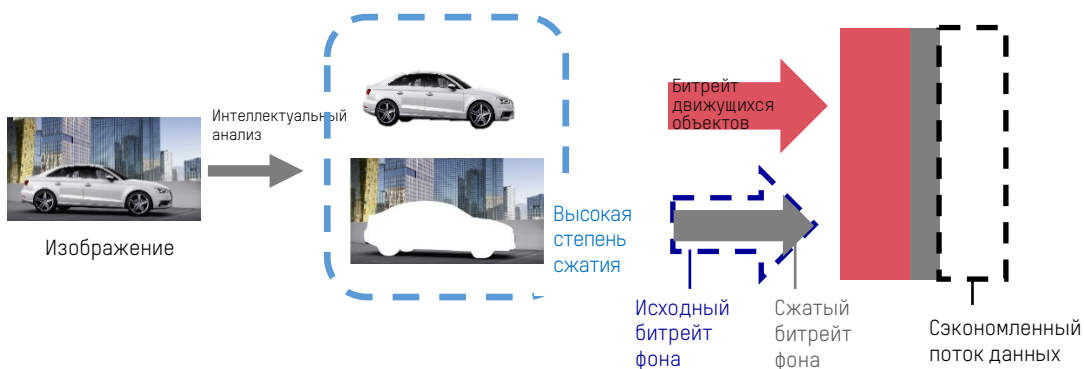 Изображение
Интеллектуальный
анализ
Высокая
степень
сжатия
Битрейт
движущихся
объектов
Исходный
битрейт
фона
Сжатый
битрейт
фона
Сэкономленный
поток данных